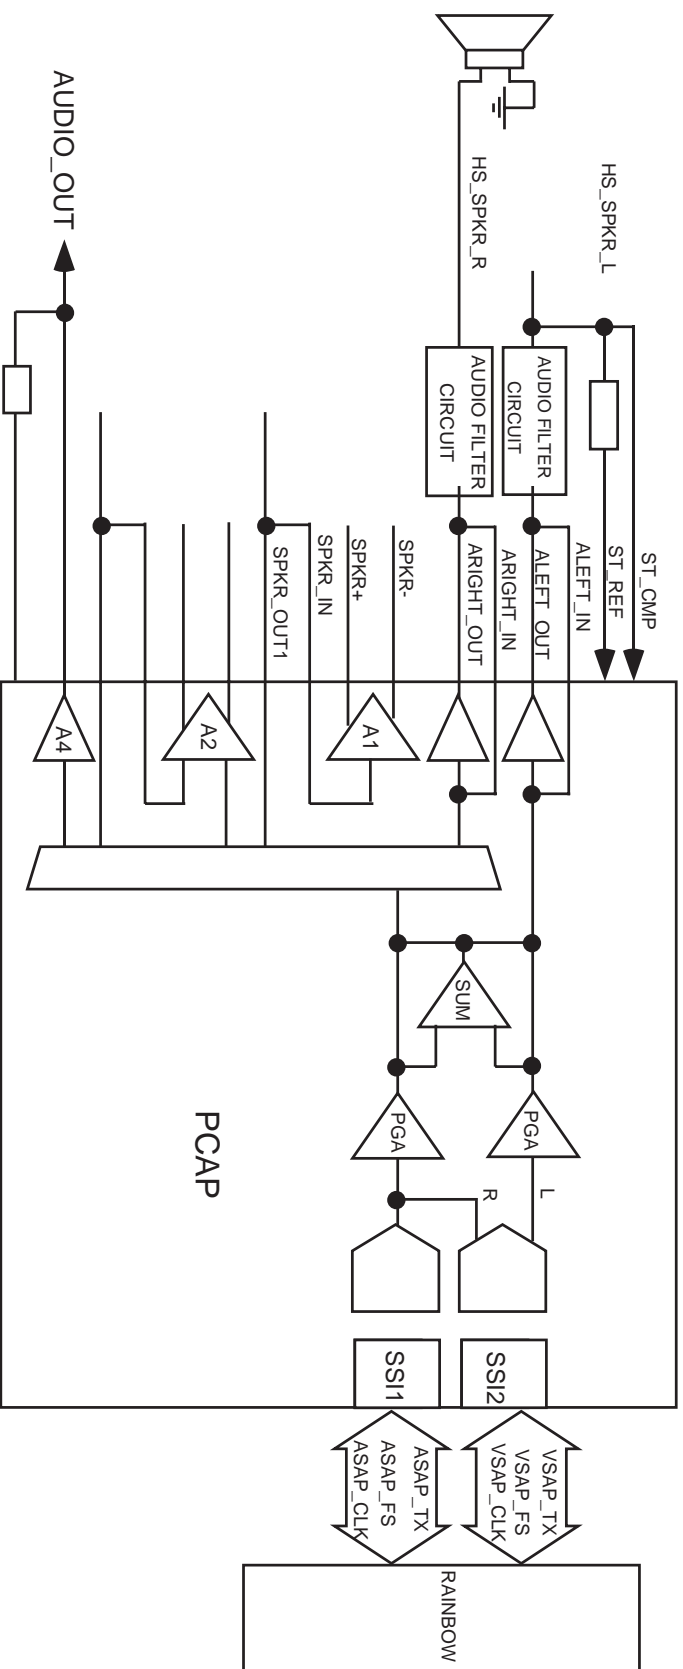 HS_SPKR_L
HS_SPKR_R
AUDIO_OUT
AUDIO FILTER
CIRCUIT
AUDIO FILTER
CIRCUIT
ST_CMP
ST_REF
ALEFT_IN
ALEFT_OUT
ARIGHT_IN
ARIGHT_OUT
SPKR-
SPKR+
SPKR_IN
SPKR_OUT1
A1
A2
A4
SUM
PGA
PGA
PCAP
L
R
SSI2
SSI1
VSAP_TX
VSAP_FS
VSAP_CLK
ASAP_TX
ASAP_FS
ASAP_CLK
RAINBOW